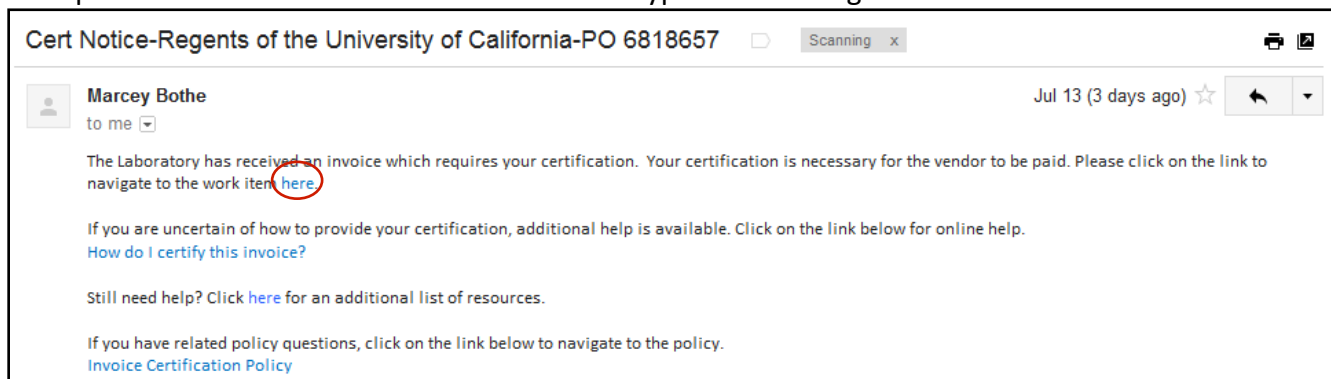 Cert Notice-Regents of the University of California-PO 6818657 Scanning x
Marcey Bothe Jul 13 (3 days ago)
to me
The Laboratory has received an invoice which requires your certification. Your certification is necessary for the vendor to be paid. Please click on the link to
navigate to the work item here.
If you are uncertain of how to provide your certification, additional help is available. Click on the link below for online help.
How do I certify this invoice?
Still need help? Click here for an additional list of resources.
If you have related policy questions, click on the link below to navigate to the policy.
Invoice Certification Policy